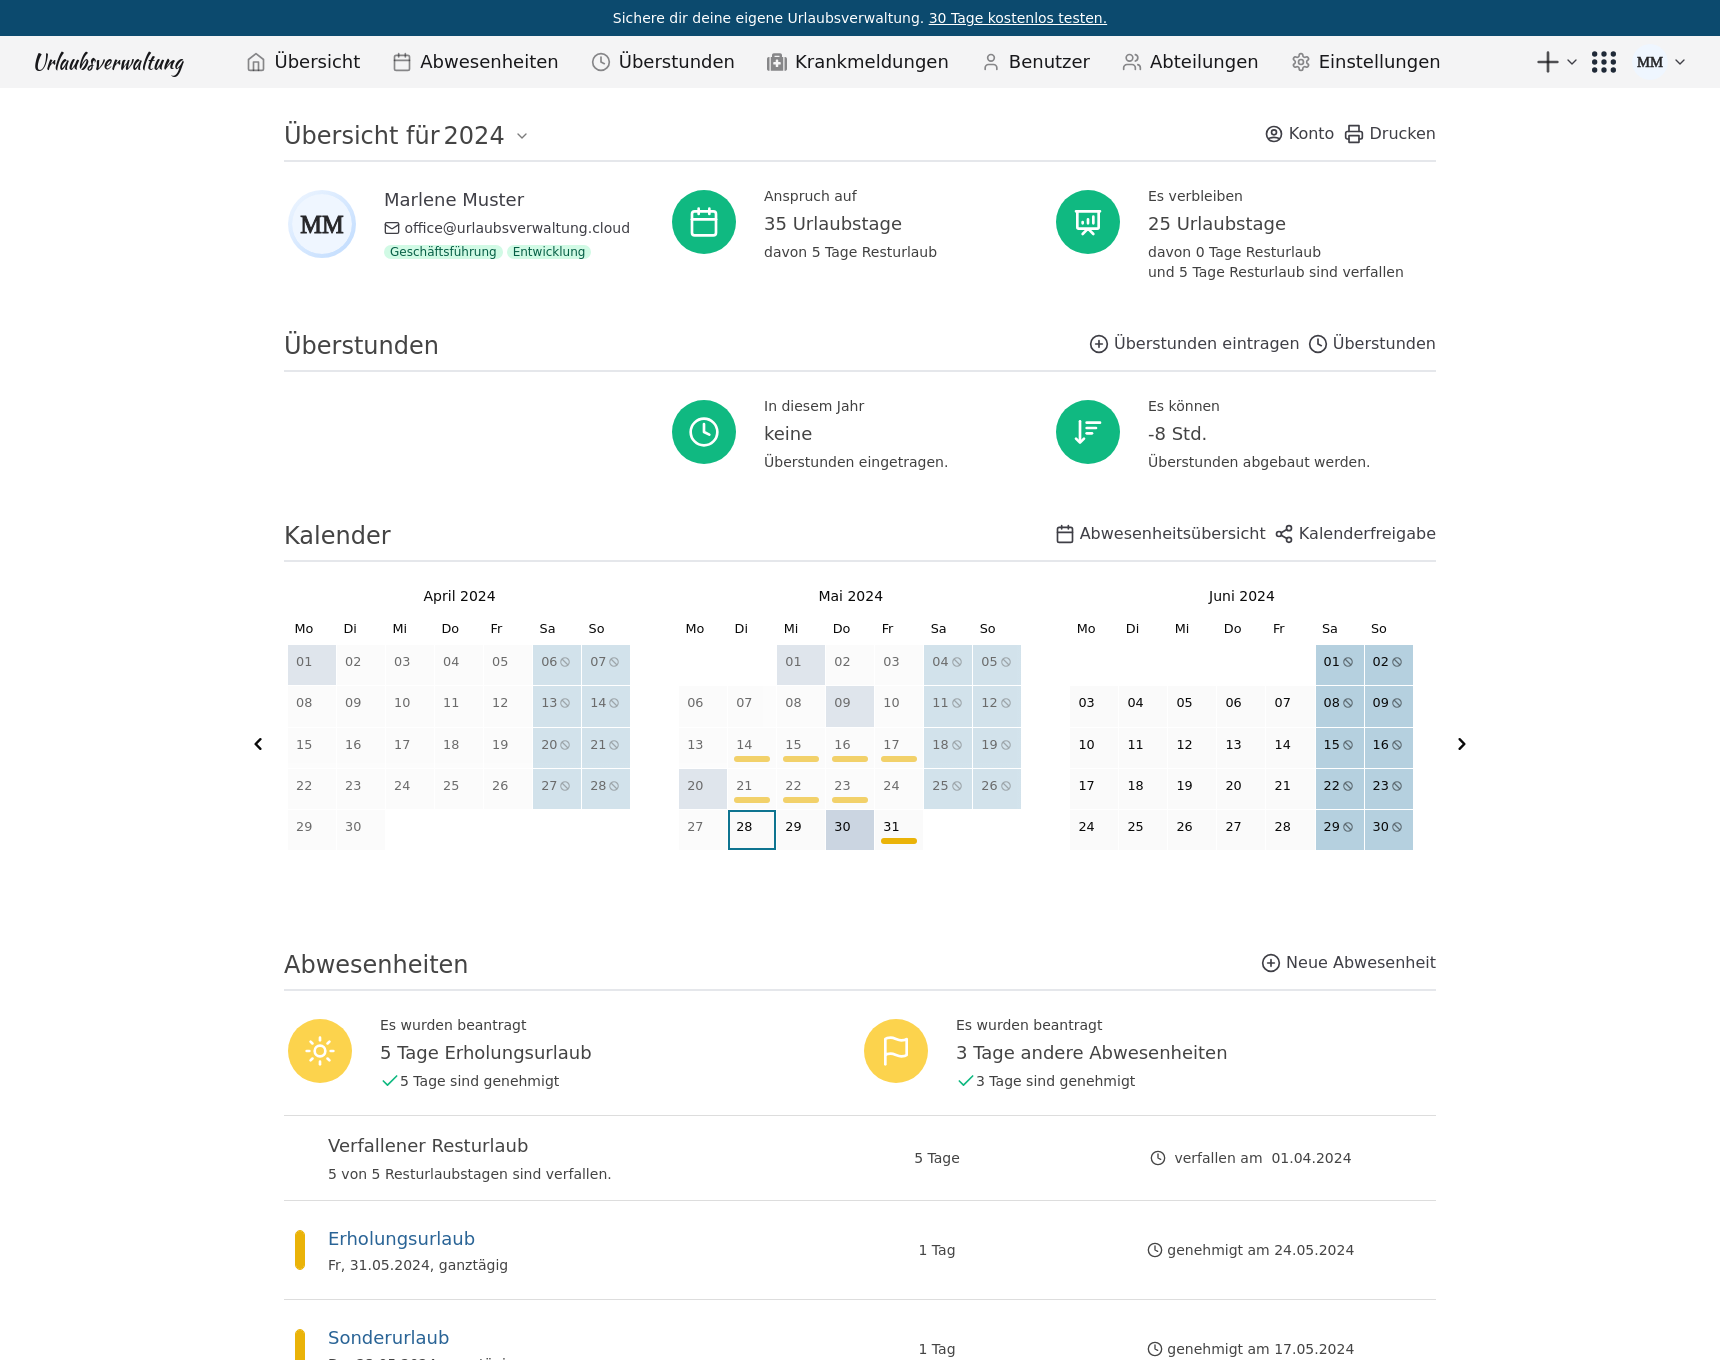 Sichere dir deine eigene Urlaubsverwaltung. 30 Tage kostenlos testen.
Urlaubsverwaltung Übersicht Abwesenheiten Überstunden Krankmeldungen Benutzer Abteilungen Einstellungen MM
Übersicht für 2024 Konto Drucken
MM
Marlene Muster
office@urlaubsverwaltung.cloud
Geschäftsführung Entwicklung
Anspruch auf
35 Urlaubstage
davon 5 Tage Resturlaub
Es verbleiben
25 Urlaubstage
davon 0 Tage Resturlaub
und 5 Tage Resturlaub sind verfallen
Überstunden Überstunden eintragen Überstunden
In diesem Jahr
keine
Überstunden eingetragen.
Es können
-8 Std.
Überstunden abgebaut werden.
Kalender Abwesenheitsübersicht Kalenderfreigabe
April 2024
Mo Di Mi Do Fr Sa So
01 02 03 04 05 06 07
08 09 10 11 12 13 14
15 16 17 18 19 20 21
22 23 24 25 26 27 28
29 30
Mai 2024
Mo Di Mi Do Fr Sa So
01 02 03 04 05
06 07 08 09 10 11 12
13 14 15 16 17 18 19
20 21 22 23 24 25 26
27 28 29 30 31
Juni 2024
Mo Di Mi Do Fr Sa So
01 02
03 04 05 06 07 08 09
10 11 12 13 14 15 16
17 18 19 20 21 22 23
24 25 26 27 28 29 30
Abwesenheiten Neue Abwesenheit
Es wurden beantragt
5 Tage Erholungsurlaub
5 Tage sind genehmigt
Es wurden beantragt
3 Tage andere Abwesenheiten
3 Tage sind genehmigt
Verfallener Resturlaub
5 von 5 Resturlaubstagen sind verfallen.
5 Tage
verfallen am 01.04.2024
Erholungsurlaub
Fr, 31.05.2024, ganztägig
1 Tag
genehmigt am 24.05.2024
Sonderurlaub
1 Tag
genehmigt am 17.05.2024